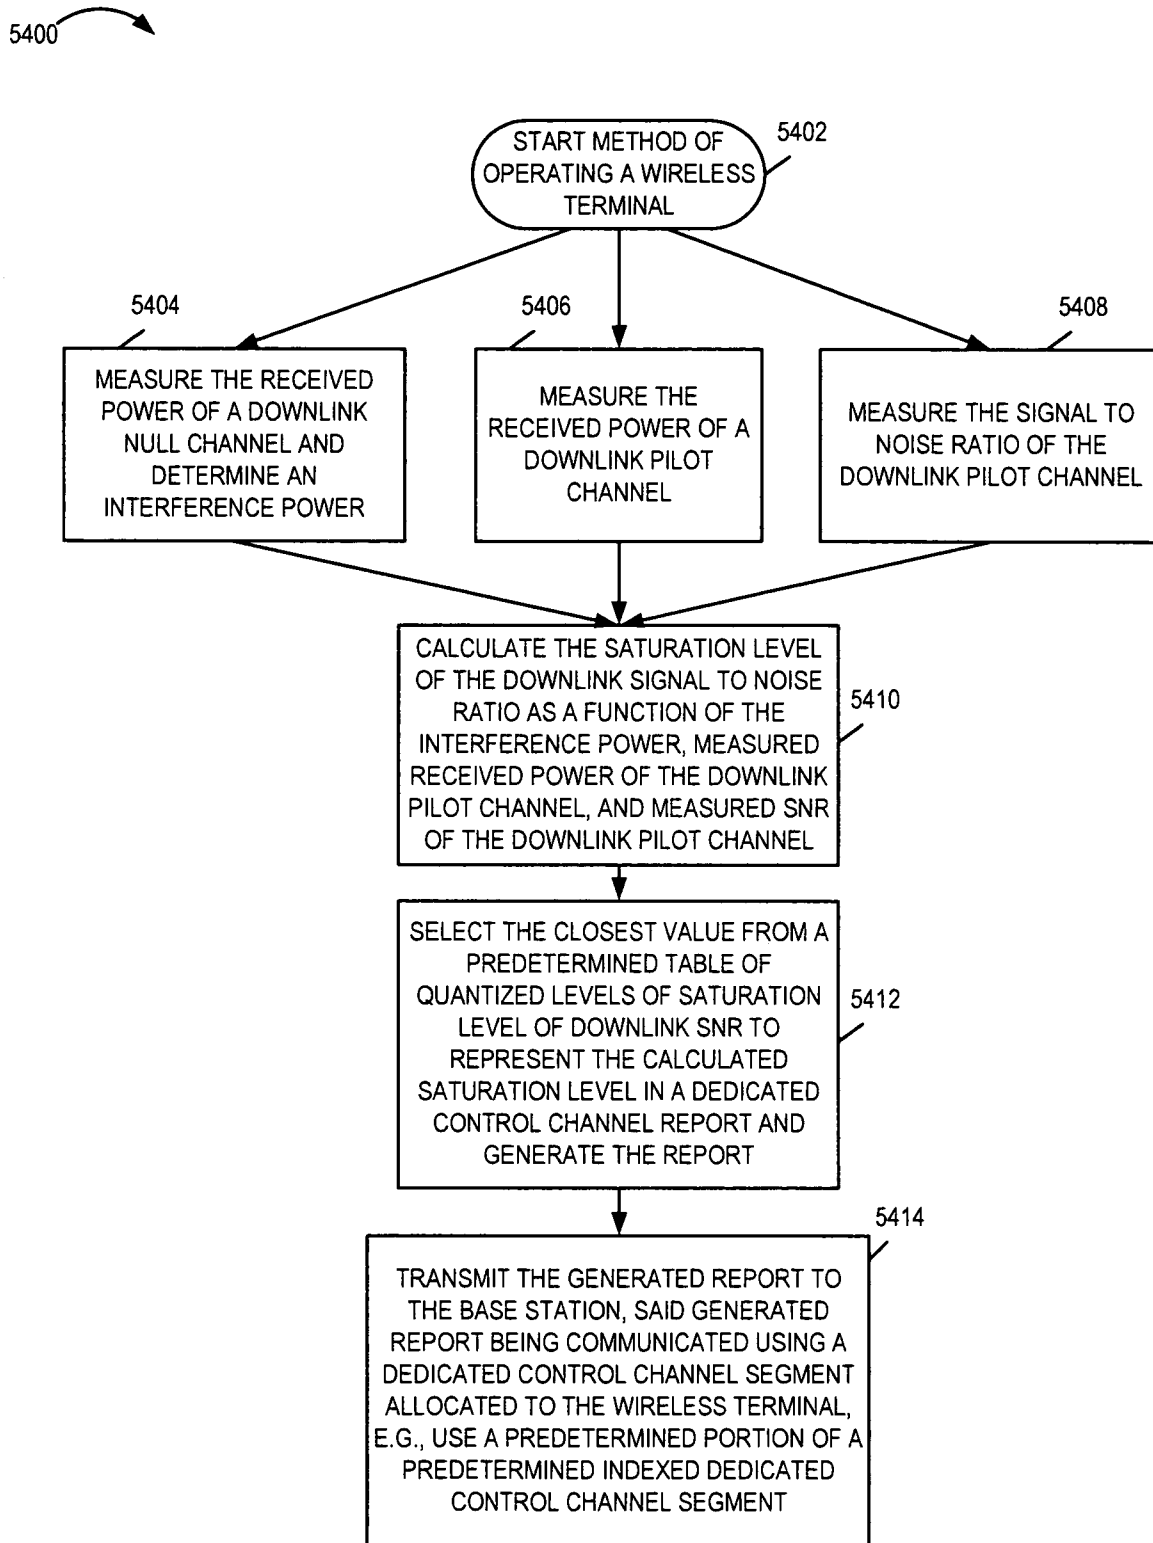 5400
5402
START METHOD OF
OPERATING A WIRELESS
TERMINAL
5404
MEASURE THE RECEIVED
POWER OF A DOWNLINK
NULL CHANNEL AND
DETERMINE AN
INTERFERENCE POWER
5406
MEASURE THE
RECEIVED POWER OF A
DOWNLINK PILOT
CHANNEL
5408
MEASURE THE SIGNAL TO
NOISE RATIO OF THE
DOWNLINK PILOT CHANNEL
CALCULATE THE SATURATION LEVEL
OF THE DOWNLINK SIGNAL TO NOISE
RATIO AS A FUNCTION OF THE
INTERFERENCE POWER, MEASURED
RECEIVED POWER OF THE DOWNLINK
PILOT CHANNEL, AND MEASURED SNR
OF THE DOWNLINK PILOT CHANNEL
5410
SELECT THE CLOSEST VALUE FROM A
PREDETERMINED TABLE OF
QUANTIZED LEVELS OF SATURATION
LEVEL OF DOWNLINK SNR TO
REPRESENT THE CALCULATED
SATURATION LEVEL IN A DEDICATED
CONTROL CHANNEL REPORT AND
GENERATE THE REPORT
5412
5414
TRANSMIT THE GENERATED REPORT TO
THE BASE STATION, SAID GENERATED
REPORT BEING COMMUNICATED USING A
DEDICATED CONTROL CHANNEL SEGMENT
ALLOCATED TO THE WIRELESS TERMINAL,
E.G., USE A PREDETERMINED PORTION OF A
PREDETERMINED INDEXED DEDICATED
CONTROL CHANNEL SEGMENT